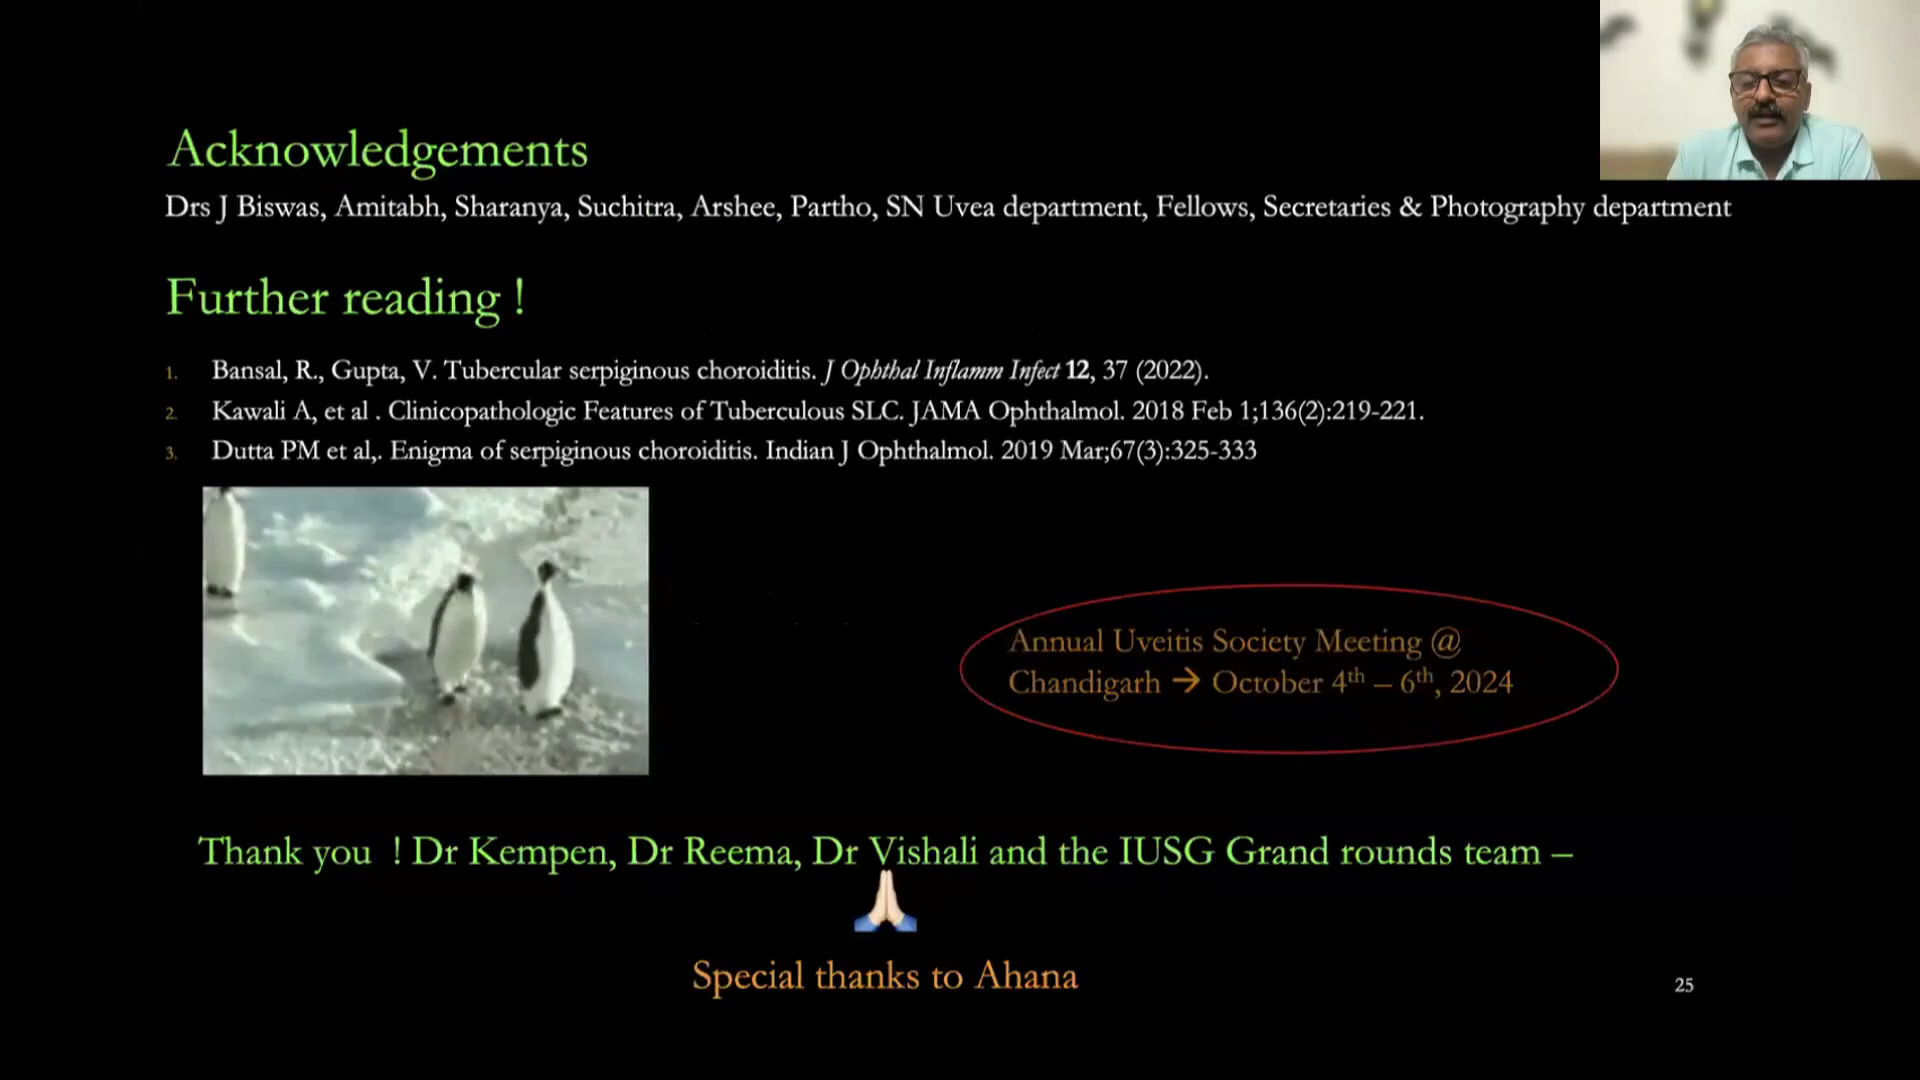 Acknowledgements
Drs J Biswas, Amitabh, Sharanya, Suchitra, Arshee, Partho, SN Uvea department, Fellows, Secretaries & Photography department
Further reading !
1. Bansal, R., Gupta, V. Tubercular serpiginous choroiditis. J Ophthal Inflamm Infect 12, 37 (2022).
2. Kawali A, et al . Clinicopathologic Features of Tuberculous SLC. JAMA Ophthalmol. 2018 Feb 1;136(2):219-221.
3. Dutta PM et al,. Enigma of serpiginous choroiditis. Indian J Ophthalmol. 2019 Mar;67(3):325-333
Annual Uveitis Society Meeting @
Chandigarh → October 4th – 6th, 2024
Thank you ! Dr Kempen, Dr Reema, Dr Vishali and the IUSG Grand rounds team –
Special thanks to Ahana
25